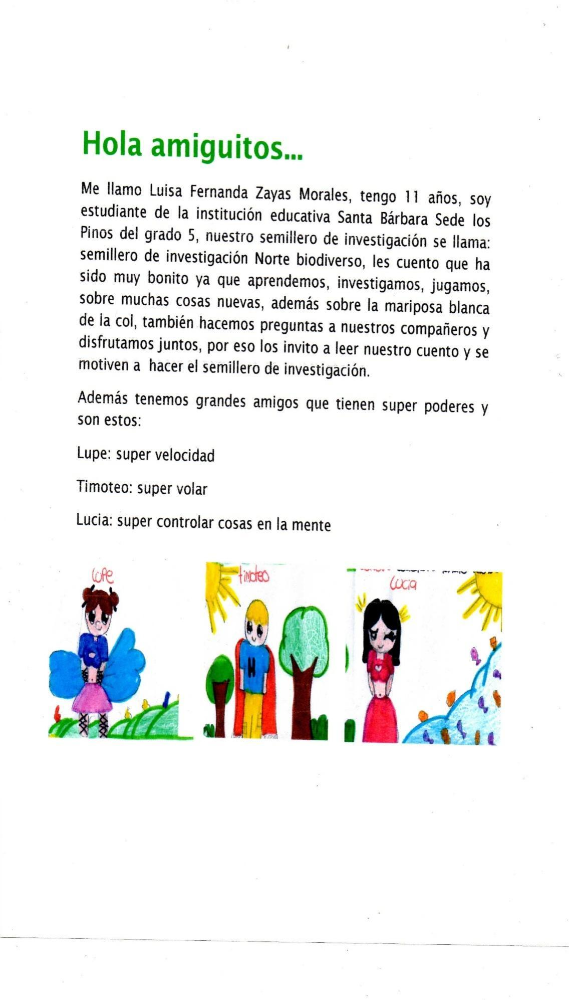 Hola amiguitos...
Me llamo Luisa Fernanda Zayas Morales, tengo 11 años, soy
estudiante de la institución educativa Santa Bárbara Sede los
Pinos del grado 5, nuestro semillero de investigación se llama:
semillero de investigación Norte biodiverso, les cuento que ha
sido muy bonito ya que aprendemos, investigamos, jugamos,
sobre muchas cosas nuevas, además sobre la mariposa blanca
de la col, también hacemos preguntas a nuestros compañeros y
disfrutamos juntos, por eso los invito a leer nuestro cuento y se
motiven a hacer el semillero de investigación.
Además tenemos grandes amigos que tienen super poderes y
son estos:
Lupe: super velocidad
Timoteo: super volar
Lucia: super controlar cosas en la mente
LUPe
timoteo
Lucia
H